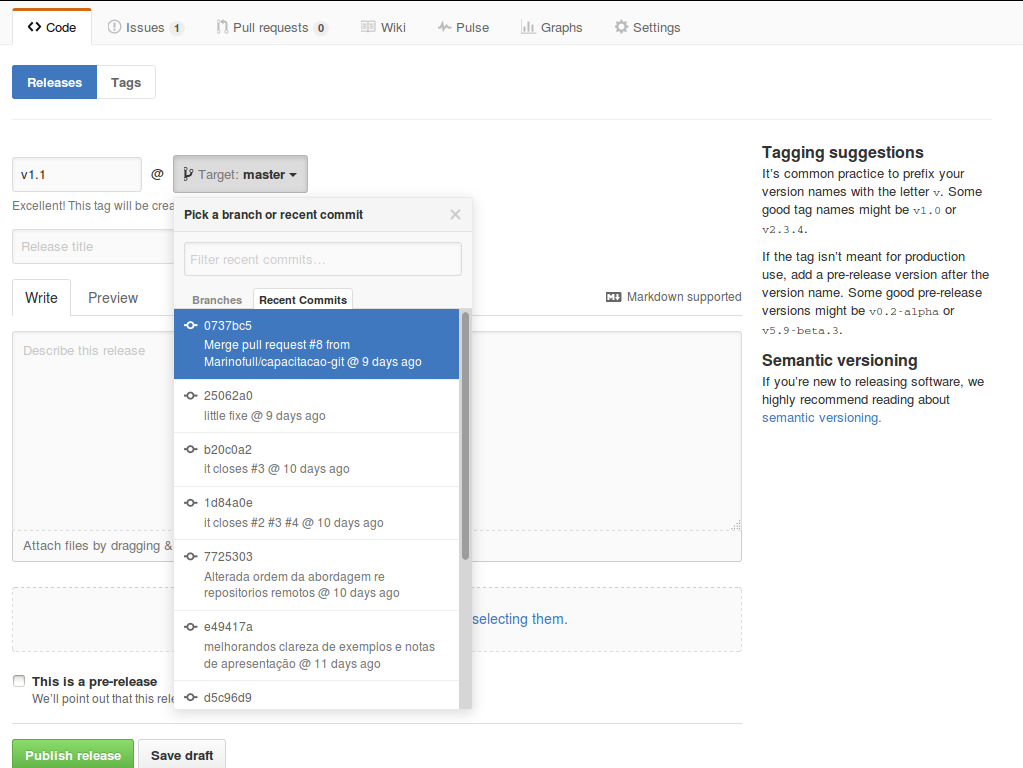 Code Issues 1 Pull requests 0 Wiki Pulse Graphs Settings
Releases Tags
v1.1 @ Target: master
Excellent! This tag will be crea
Release title
Write Preview
Markdown supported
Describe this release
Attach files by dragging &
selecting them.
This is a pre-release
We'll point out that this rele
Publish release Save draft
Pick a branch or recent commit ×
Filter recent commits…
Branches Recent Commits
0737bc5
Merge pull request #8 from
Marinofull/capacitacao-git @ 9 days ago
25062a0
little fixe @ 9 days ago
b20c0a2
it closes #3 @ 10 days ago
1d84a0e
it closes #2 #3 #4 @ 10 days ago
7725303
Alterada ordem da abordagem re
repositorios remotos @ 10 days ago
e49417a
melhorandos clareza de exemplos e notas
de apresentação @ 11 days ago
d5c96d9
Tagging suggestions
It's common practice to prefix your
version names with the letter v. Some
good tag names might be v1.0 or
v2.3.4.
If the tag isn't meant for production
use, add a pre-release version after the
version name. Some good pre-release
versions might be v0.2-alpha or
v5.9-beta.3.
Semantic versioning
If you're new to releasing software, we
highly recommend reading about
semantic versioning.